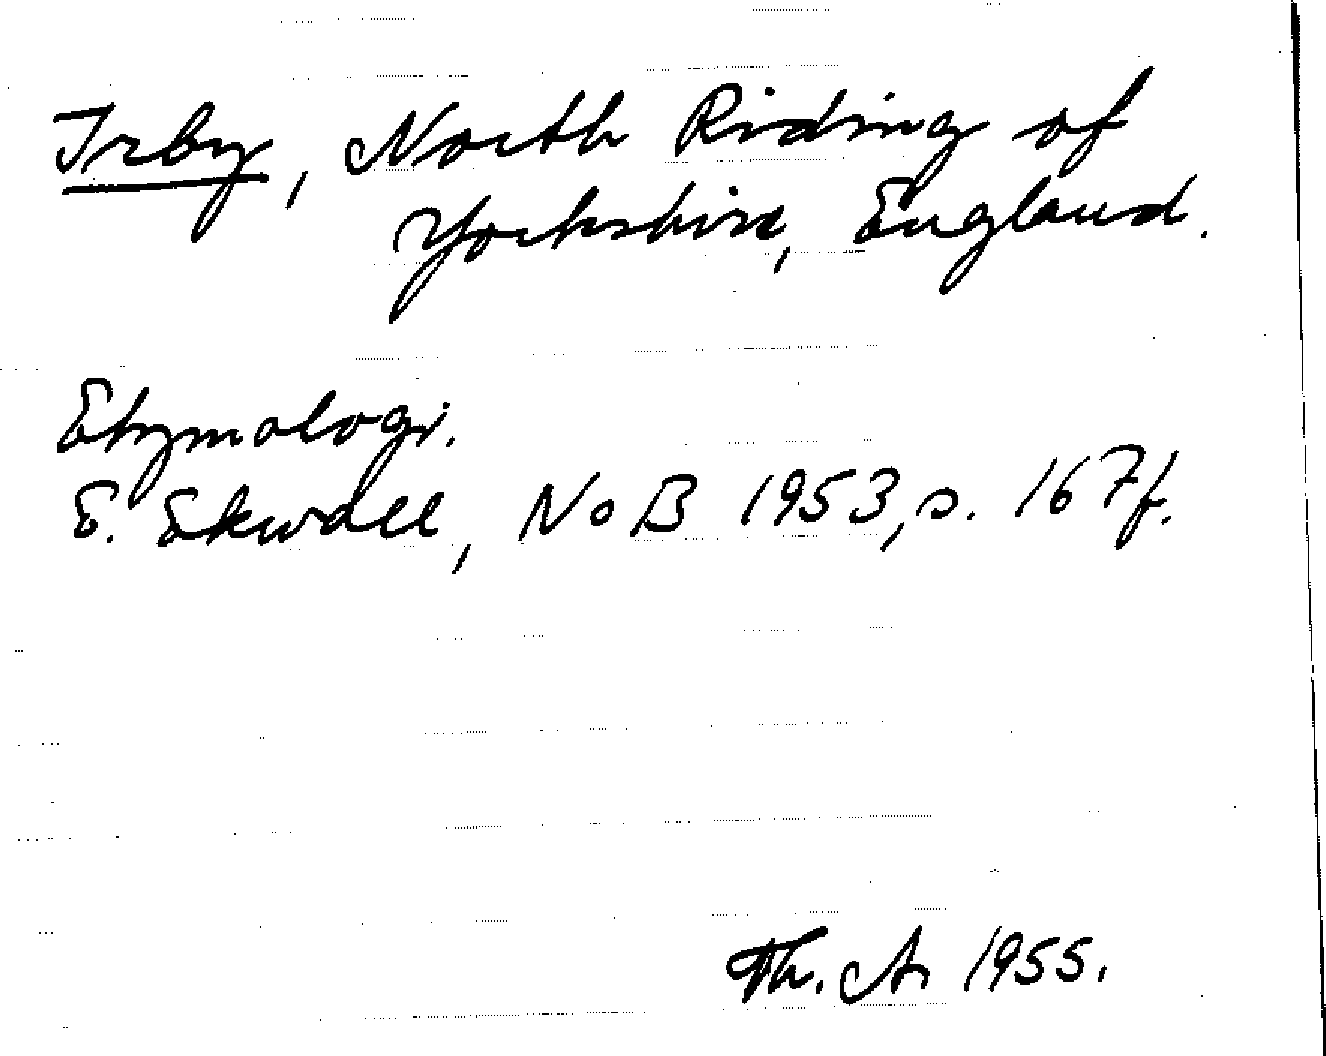 Irby, North Riding of
Yorkshire, England.
Etymologi.
E. Ekwall, NoB 1953, s. 167f.
Th. A. 1955.